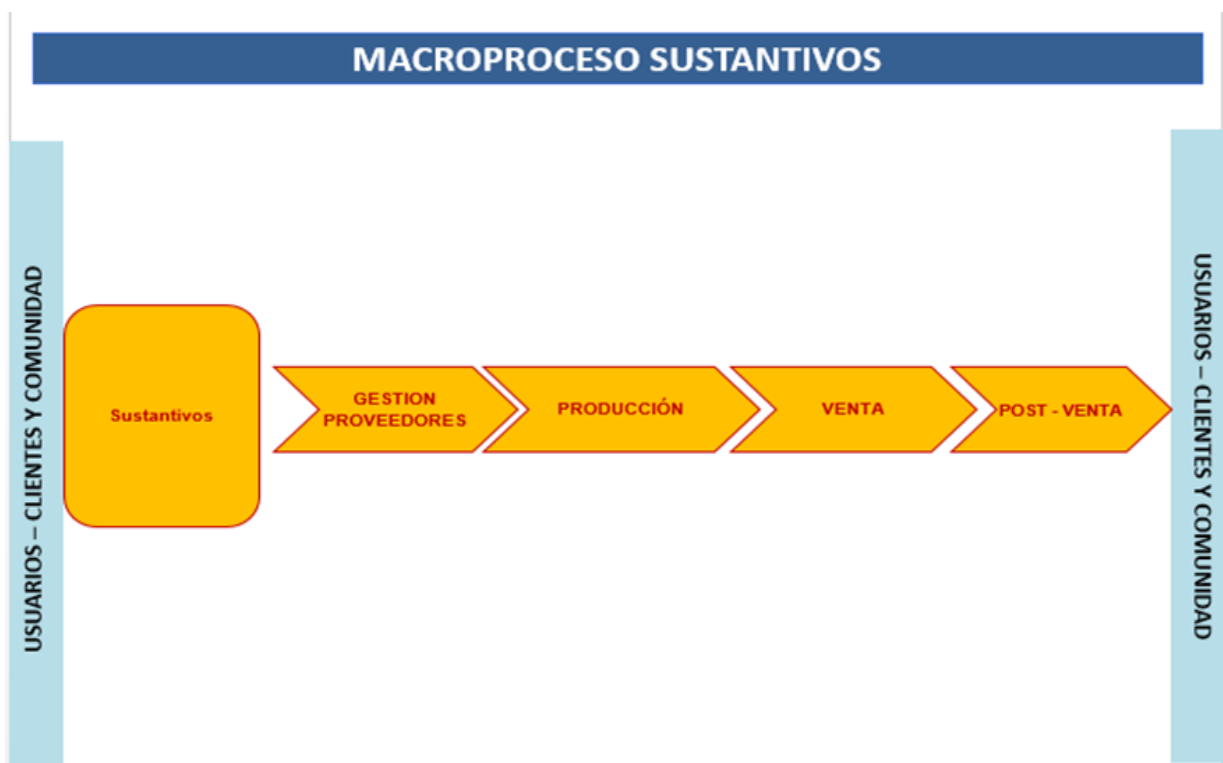 MACROPROCESO SUSTANTIVOS
USUARIOS – CLIENTES Y COMUNIDAD
Sustantivos
GESTION
PROVEEDORES
PRODUCCIÓN
VENTA
POST - VENTA
USUARIOS – CLIENTES Y COMUNIDAD